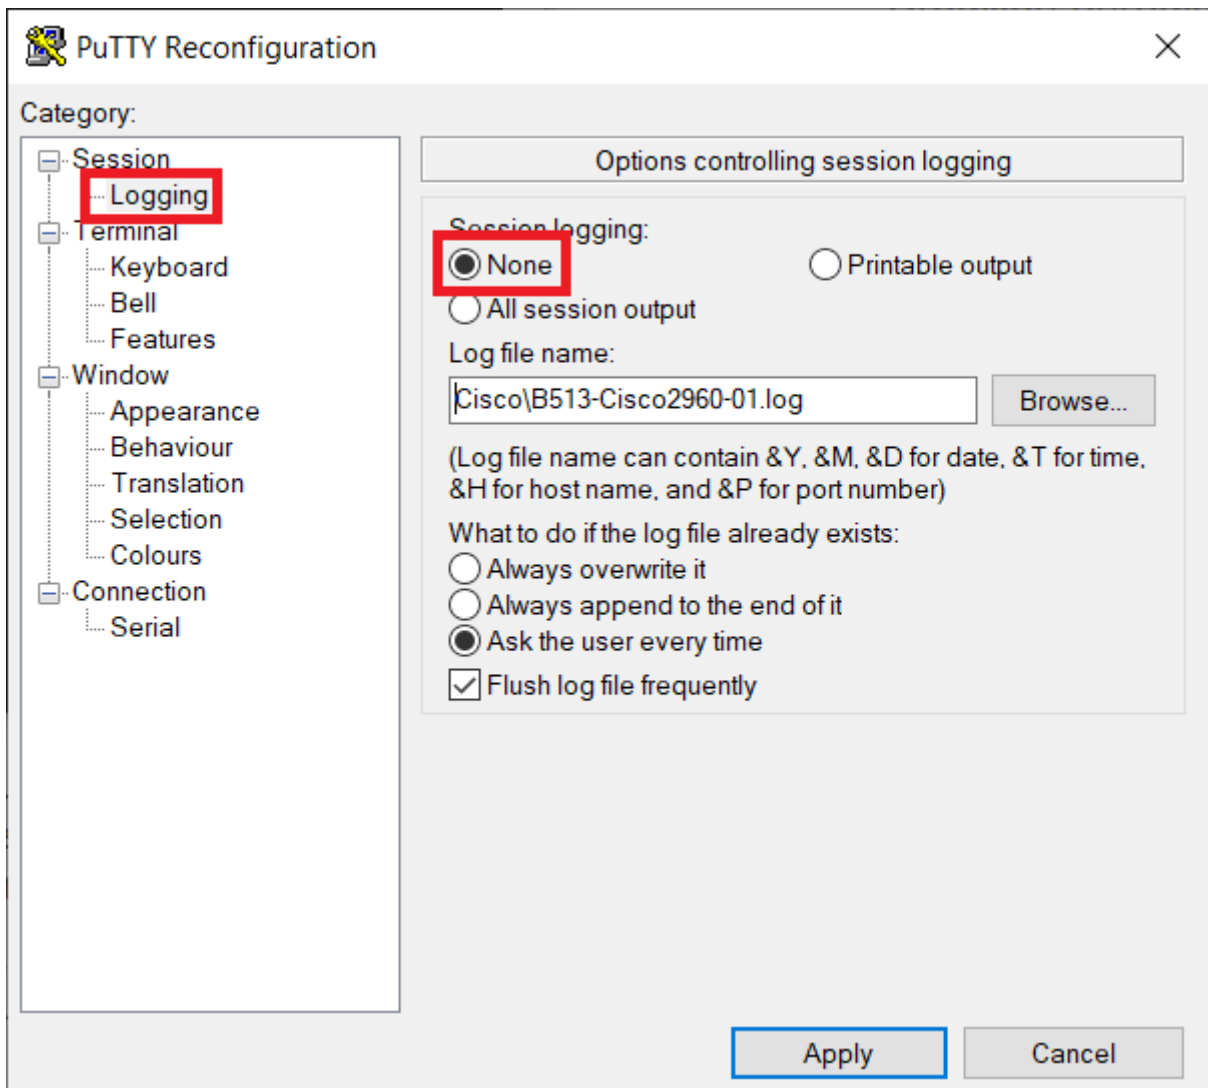 PuTTY Reconfiguration
Category:
Session
Logging
Terminal
Keyboard
Bell
Features
Window
Appearance
Behaviour
Translation
Selection
Colours
Connection
Serial
Options controlling session logging
Session logging:
None
Printable output
All session output
Log file name:
Cisco\B513-Cisco2960-01.log
Browse...
(Log file name can contain &Y, &M, &D for date, &T for time,
&H for host name, and &P for port number)
What to do if the log file already exists:
Always overwrite it
Always append to the end of it
Ask the user every time
Flush log file frequently
Apply
Cancel